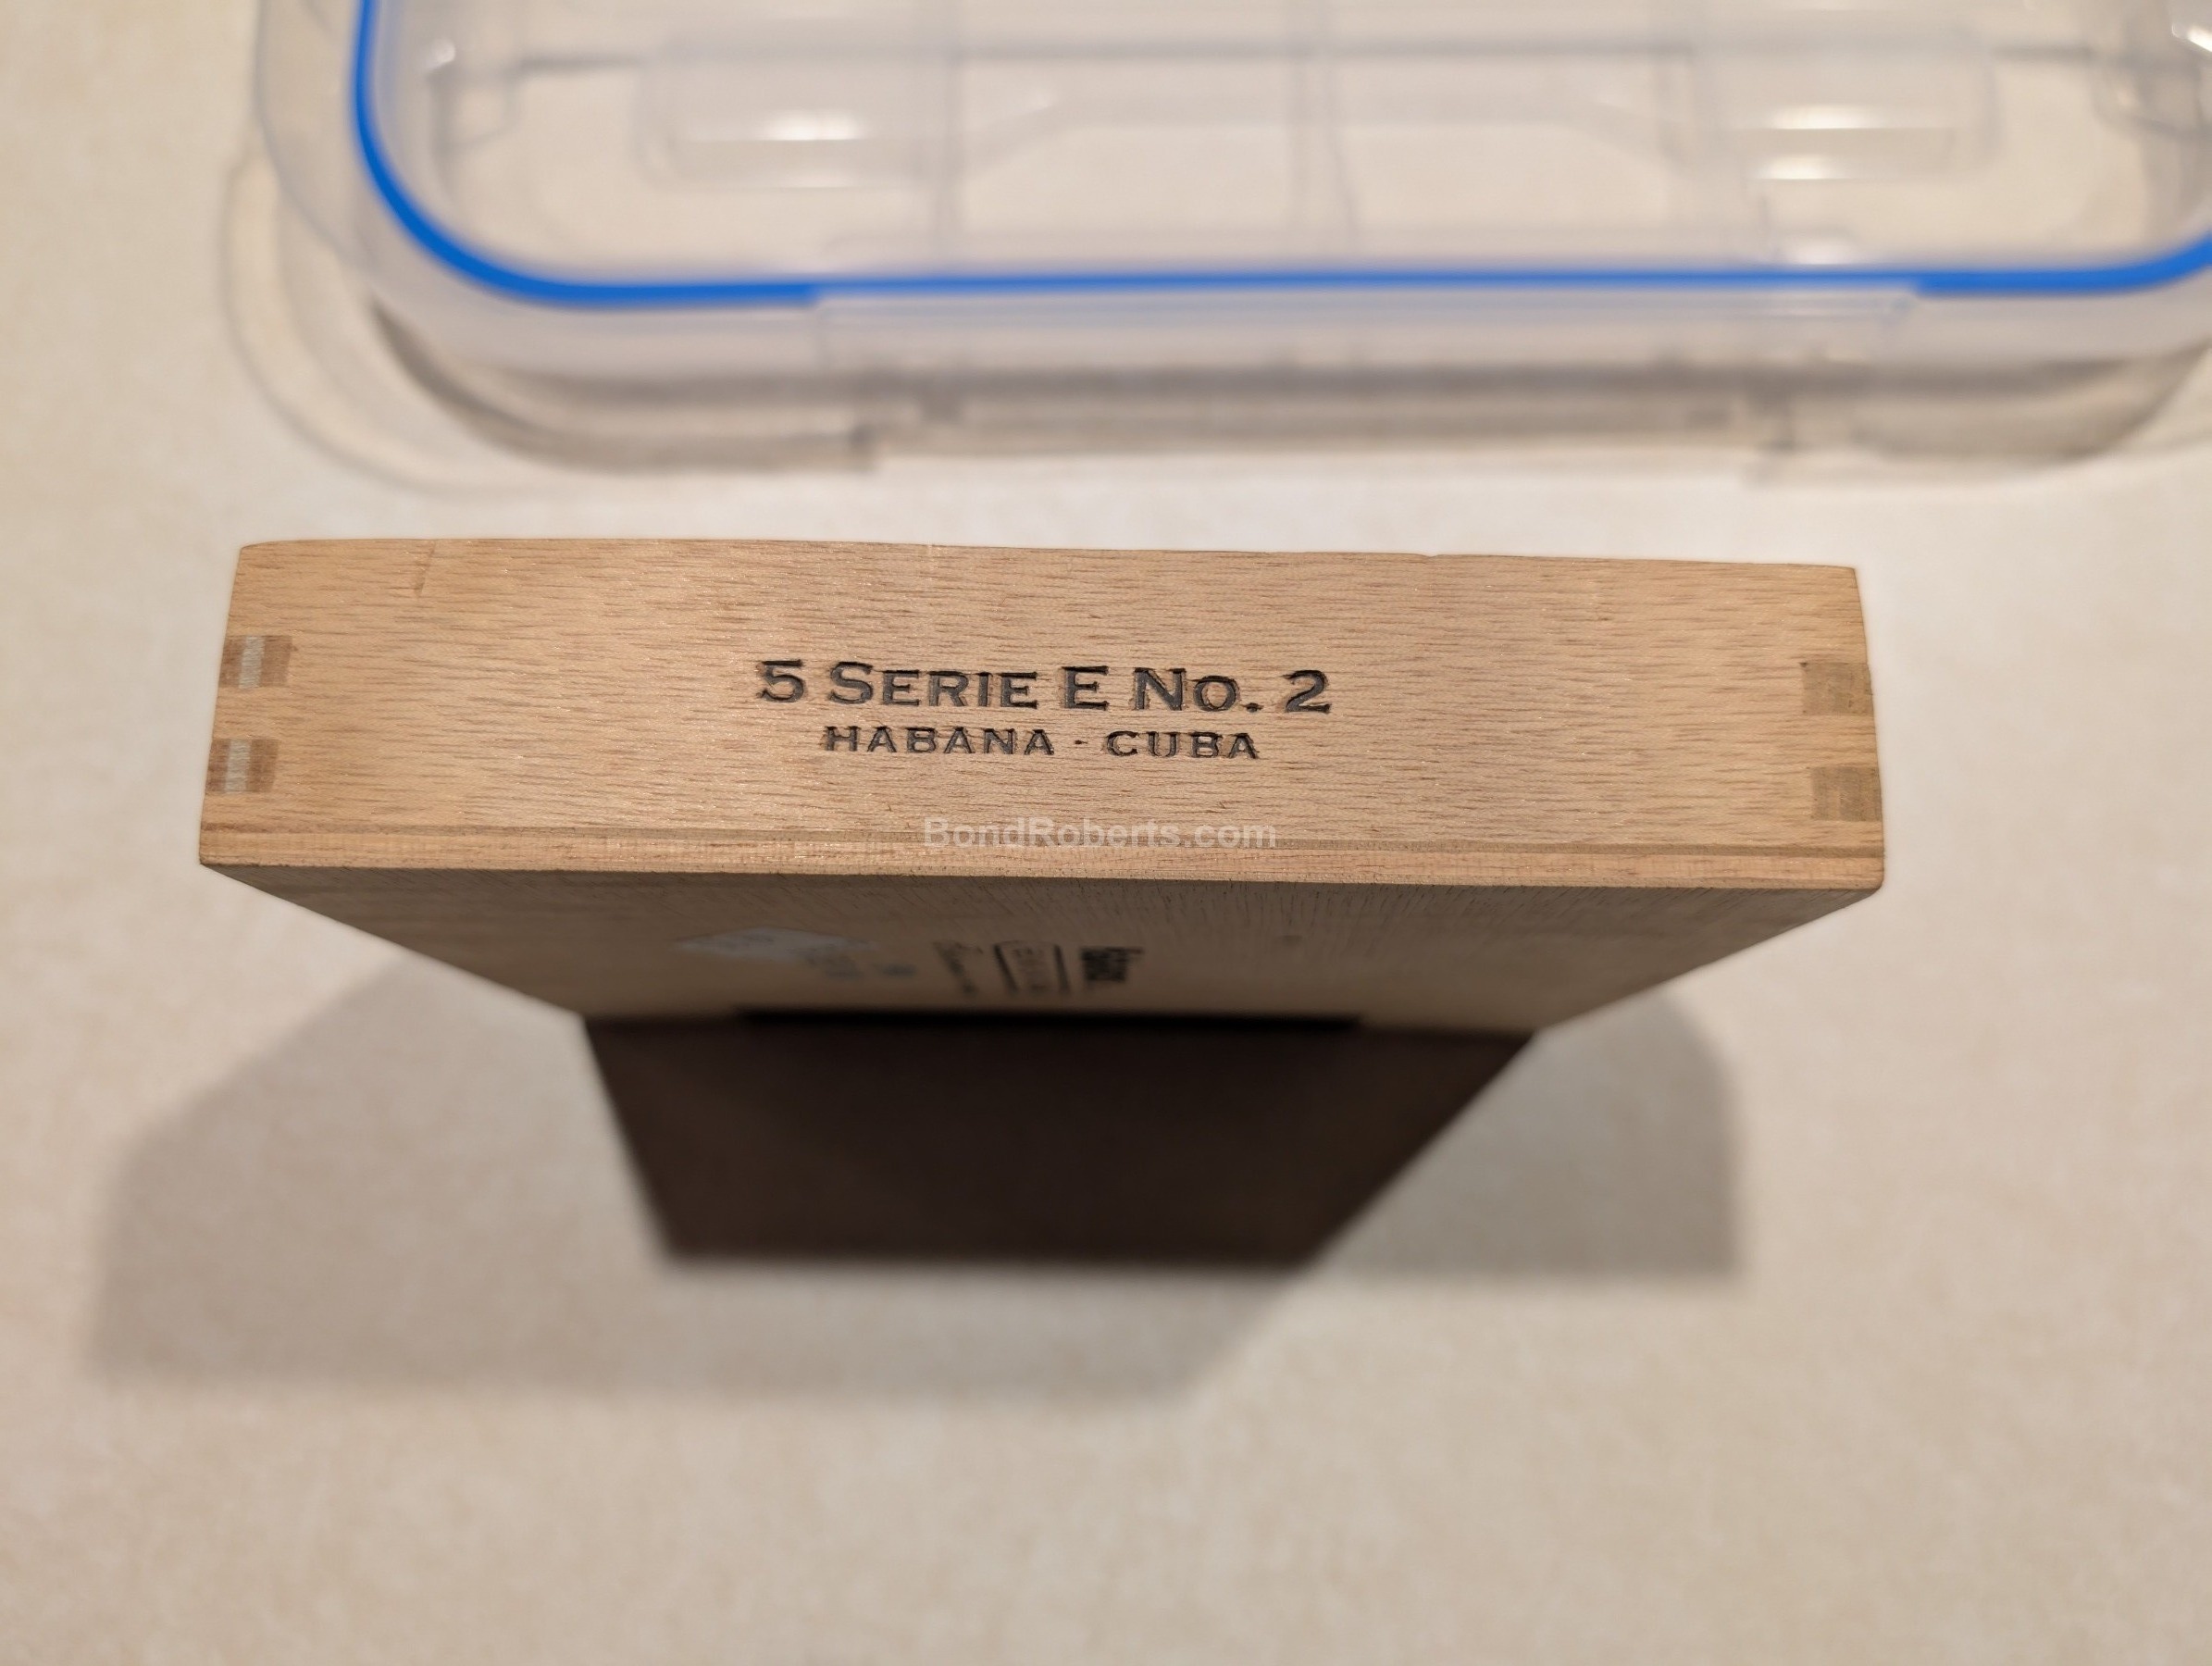 5 SERIE E NO. 2
HABANA · CUBA
BondRoberts.com